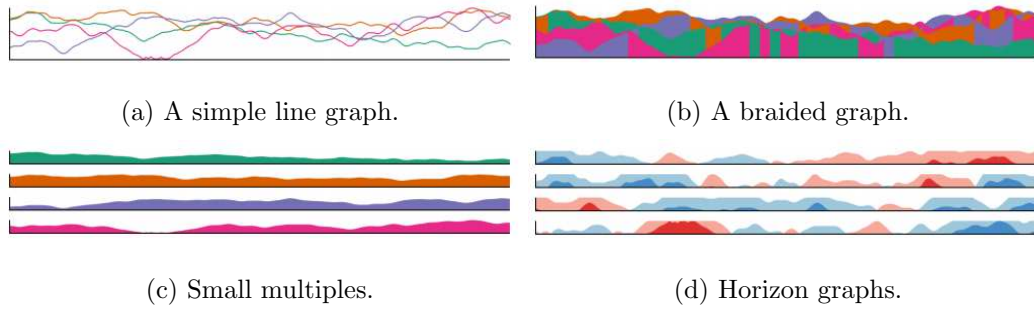 (a) A simple line graph.
(b) A braided graph.
(c) Small multiples.
(d) Horizon graphs.